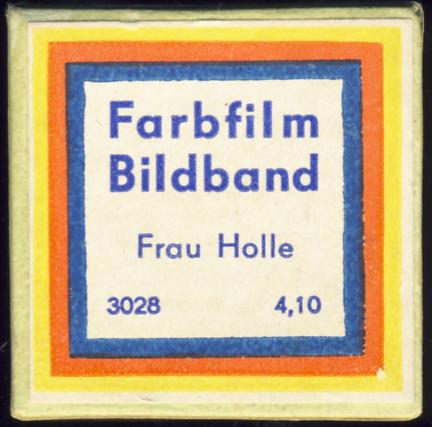 Farbfilm
Bildband
Frau Holle
3028 4,10